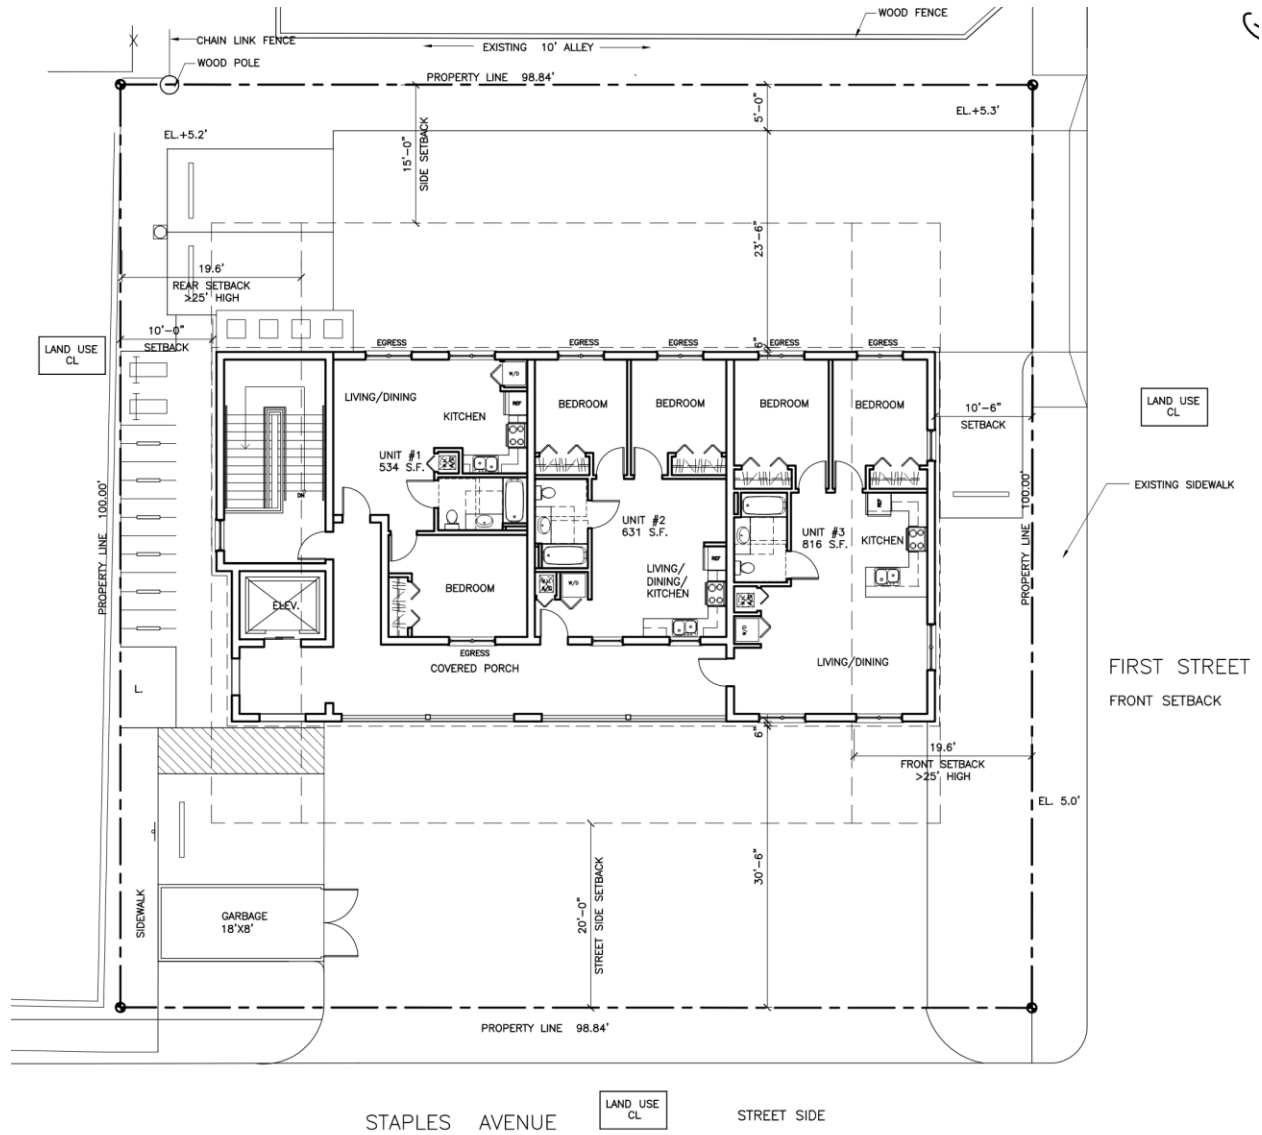 WOOD FENCE
CHAIN LINK FENCE
EXISTING 10' ALLEY
WOOD POLE
PROPERTY LINE 98.84'
EL.+5.2'
15'-0"
SIDE SETBACK
5'-0"
EL.+5.3'
23'-6"
19.6'
REAR SETBACK
>25' HIGH
10'-0"
SETBACK
LAND USE
CL
EGRESS
EGRESS
EGRESS
6"
EGRESS
EGRESS
LIVING/DINING
KITCHEN
W/D
REF
BEDROOM
BEDROOM
BEDROOM
BEDROOM
10'-6"
SETBACK
LAND USE
CL
UNIT #1
534 S.F.
DN
UNIT #2
631 S.F.
UNIT #3
816 S.F.
KITCHEN
REF
EXISTING SIDEWALK
PROPERTY LINE 100.00'
PROPERTY LINE 100.00'
ELEV.
BEDROOM
LIVING/
DINING/
KITCHEN
REF
W/D
A/C
W/D
EGRESS
COVERED PORCH
LIVING/DINING
FIRST STREET
FRONT SETBACK
L.
6"
19.6'
FRONT SETBACK
>25' HIGH
EL. 5.0'
SIDEWALK
GARBAGE
18'X8'
20'-0"
STREET SIDE SETBACK
30'-6"
PROPERTY LINE 98.84'
STAPLES AVENUE
LAND USE
CL
STREET SIDE